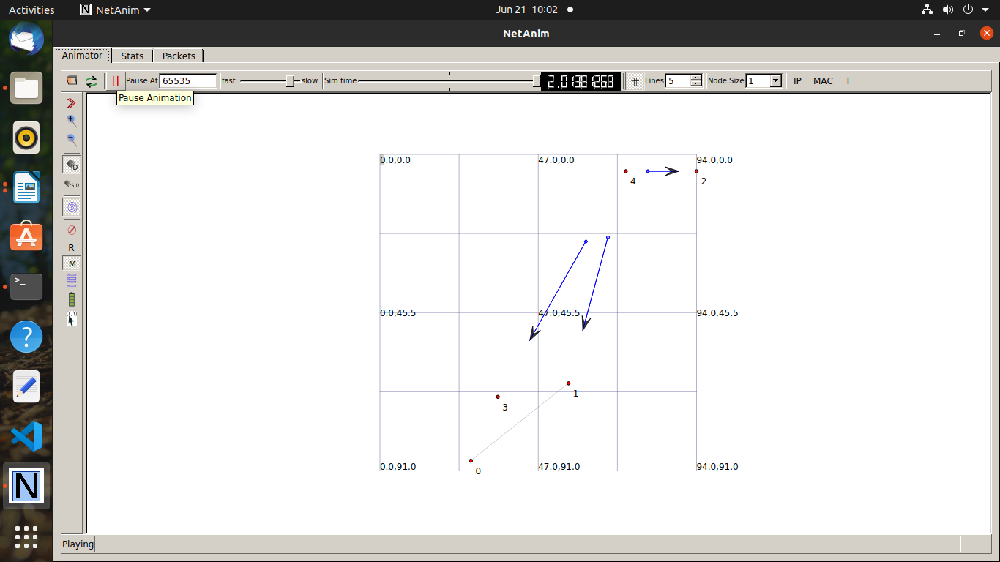 Activities NetAnim Jun 21 10:02
NetAnim
Animator Stats Packets
Pause At 65535 fast slow Sim time 2.01381268 Lines 5 Node Size 1 IP MAC T
Pause Animation
ID
SYSID
R
M
0.0,0.0 47.0,0.0 94.0,0.0
4 2
0.0,45.5 47.0,45.5 94.0,45.5
1
3
0.0,91.0 47.0,91.0 94.0,91.0
0
Playing